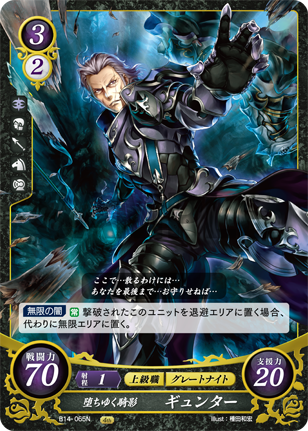 3
2
ここで…散るわけには…
あなたを最後まで…お守りせねば…
無限の闇 常 撃破されたこのユニットを退避エリアに置く場合、
代わりに無限エリアに置く。
戦闘力 70
射程 1
上級職 グレートナイト
支援力 20
堕ちゆく騎影 ギュンター
B14-065N
Illust:種田和宏